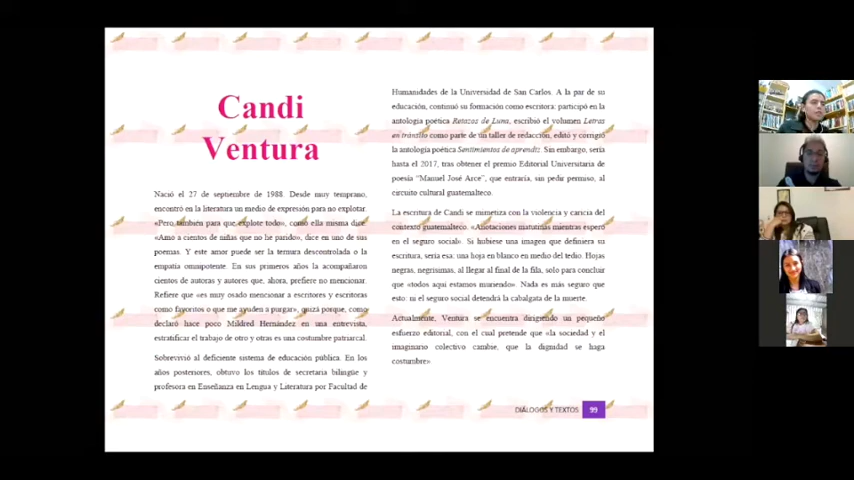 Candi
Ventura
Nació el 27 de septiembre de 1988. Desde muy temprano,
encontró en la literatura un medio de expresión para no explotar.
«Pero también para que explote todo», como ella misma dice.
«Amo a cientos de niñas que no he parido», dice en uno de sus
poemas. Y este amor puede ser la ternura descontrolada o la
empatía omnipotente. En sus primeros años la acompañaron
cientos de autoras y autores que, ahora, prefiere no mencionar.
Refiere que «es muy osado mencionar a escritores y escritoras
como favoritos o que me ayuden a purgar», quizá porque, como
declaró hace poco Mildred Hernández en una entrevista,
estratificar el trabajo de otro y otras es una costumbre patriarcal.
Sobrevivió al deficiente sistema de educación pública. En los
años posteriores, obtuvo los títulos de secretaria bilingüe y
profesora en Enseñanza en Lengua y Literatura por Facultad de
Humanidades de la Universidad de San Carlos. A la par de su
educación, continuó su formación como escritora: participó en la
antología poética Retazos de Luna, escribió el volumen Letras
en tránsito como parte de un taller de redacción, editó y corrigió
la antología poética Sentimientos de aprendiz. Sin embargo, sería
hasta el 2017, tras obtener el premio Editorial Universitaria de
poesía "Manuel José Arce", que entraría, sin pedir permiso, al
circuito cultural guatemalteco.
La escritura de Candi se mimetiza con la violencia y caricia del
contexto guatemalteco. «Anotaciones matutinas mientras espero
en el seguro social». Si hubiese una imagen que definiera su
escritura, sería esa: una hoja en blanco en medio del tedio. Hojas
negras, negrísimas, al llegar al final de la fila, solo para concluir
que «todos aquí estamos muriendo». Nada es más seguro que
esto: ni el seguro social detendrá la cabalgata de la muerte.
Actualmente, Ventura se encuentra dirigiendo un pequeño
esfuerzo editorial, con el cual pretende que «la sociedad y el
imaginario colectivo cambie, que la dignidad se haga
costumbre».
DIÁLOGOS Y TEXTOS 99